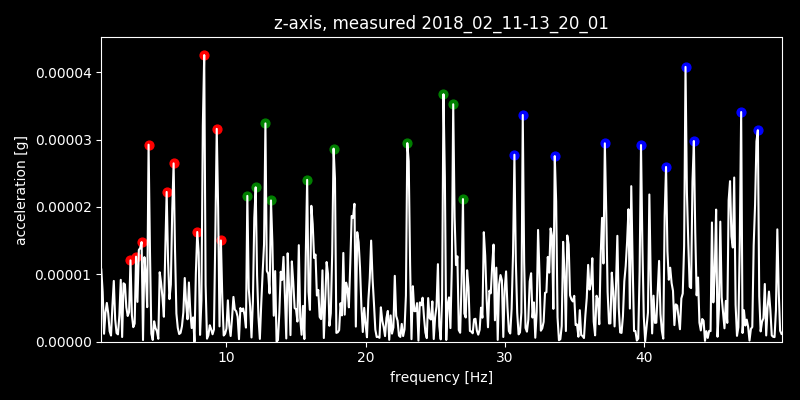 z-axis, measured 2018_02_11-13_20_01
0.00004
0.00003
0.00002
0.00001
0.00000
acceleration [g]
10 20 30 40
frequency [Hz]